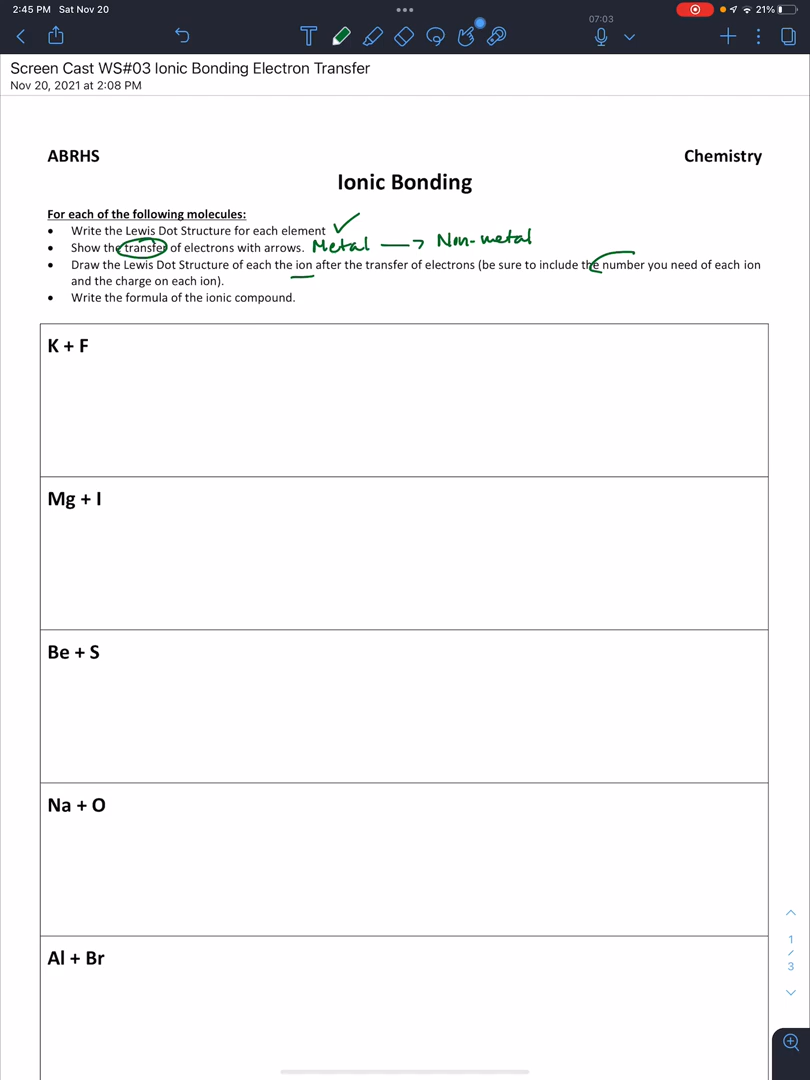 2:45 PM Sat Nov 20
21%
07:03
Screen Cast WS#03 Ionic Bonding Electron Transfer
Nov 20, 2021 at 2:08 PM
ABRHS Chemistry
Ionic Bonding
For each of the following molecules:
• Write the Lewis Dot Structure for each element
• Show the transfer of electrons with arrows. Metal → Non-metal
• Draw the Lewis Dot Structure of each the ion after the transfer of electrons (be sure to include the number you need of each ion
and the charge on each ion).
• Write the formula of the ionic compound.
K + F
Mg + I
Be + S
Na + O
Al + Br
1
/
3